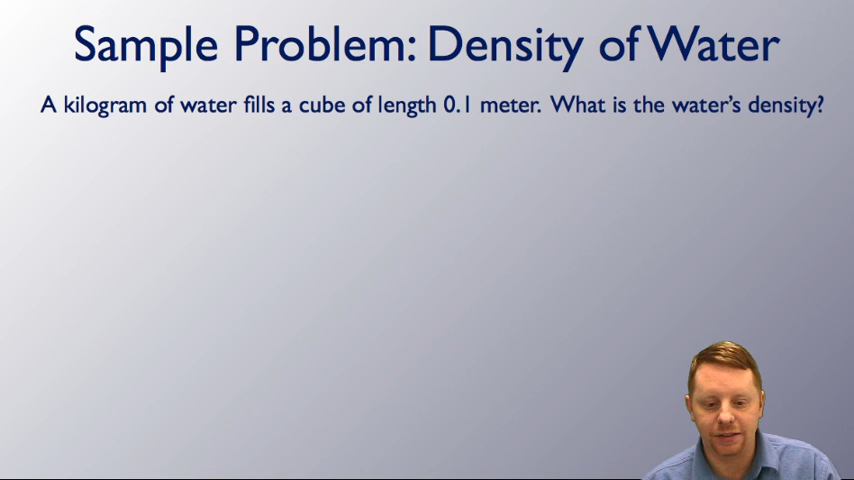 Sample Problem: Density of Water
A kilogram of water fills a cube of length 0.1 meter. What is the water's density?